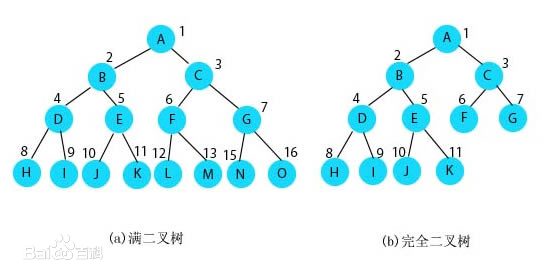 A 1 A 1
2 B C 3 2 B C 3
4 D 5 E 6 F G 7 4 D 5 E 6 F 7 G
8 H 9 I 10 J 11 K 12 L 13 M 15 N 16 O 8 H 9 I 10 J 11 K
(a)满二叉树 (b)完全二叉树
Bai百科